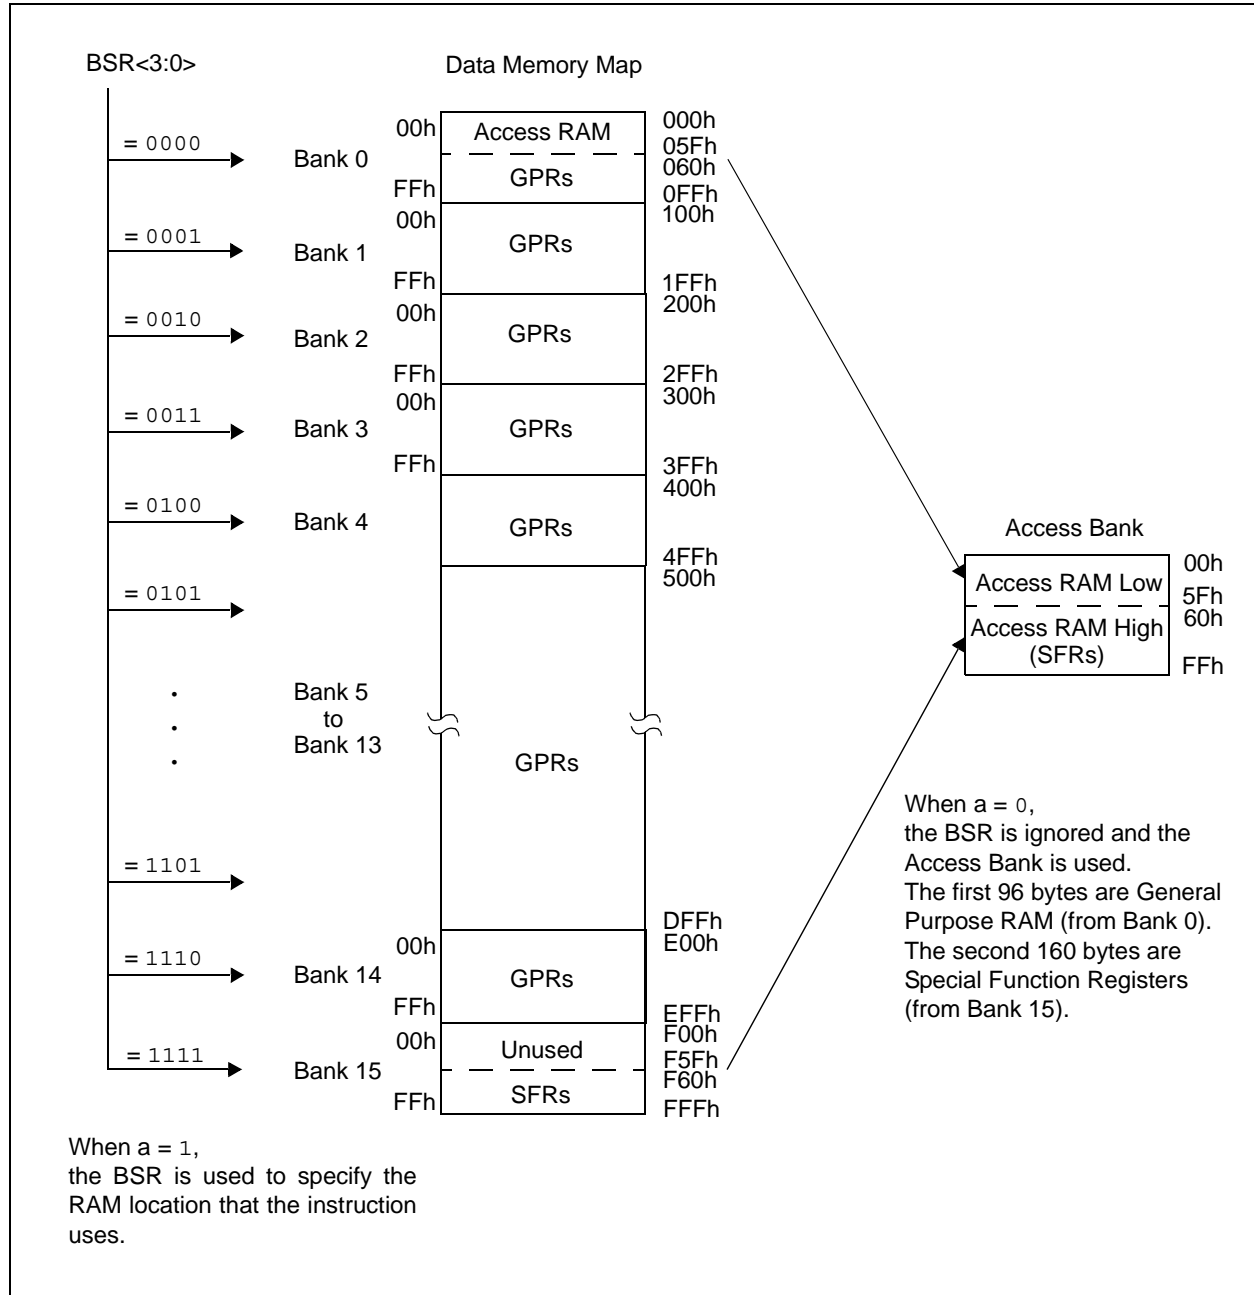 BSR<3:0>
Data Memory Map
= 0000
Bank 0
00h
Access RAM
000h
05Fh
060h
GPRs
FFh
0FFh
= 0001
Bank 1
00h
GPRs
100h
FFh
1FFh
= 0010
Bank 2
00h
GPRs
200h
FFh
2FFh
= 0011
Bank 3
00h
GPRs
300h
FFh
3FFh
= 0100
Bank 4
GPRs
400h
4FFh
= 0101
500h
.
.
.
Bank 5
to
Bank 13
GPRs
= 1101
DFFh
= 1110
Bank 14
00h
GPRs
E00h
FFh
EFFh
= 1111
Bank 15
00h
Unused
F00h
F5Fh
F60h
SFRs
FFh
FFFh
Access Bank
Access RAM Low
00h
5Fh
60h
Access RAM High
(SFRs)
FFh
When a = 0,
the BSR is ignored and the
Access Bank is used.
The first 96 bytes are General
Purpose RAM (from Bank 0).
The second 160 bytes are
Special Function Registers
(from Bank 15).
When a = 1,
the BSR is used to specify the
RAM location that the instruction
uses.